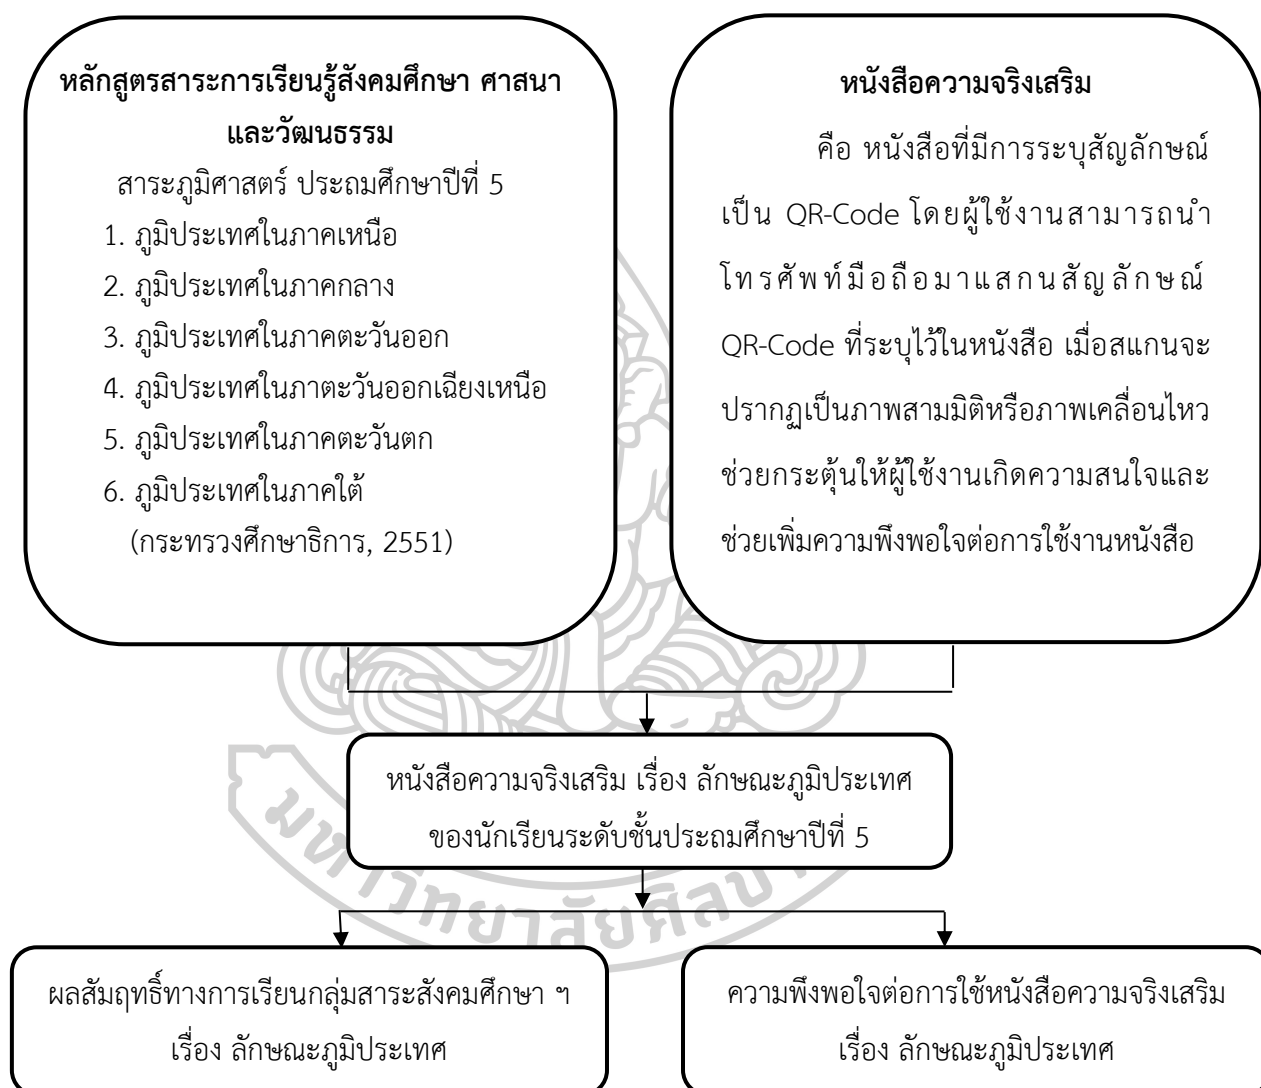 หลักสูตรสาระการเรียนรู้สังคมศึกษา ศาสนา
และวัฒนธรรม
สาระภูมิศาสตร์ ประถมศึกษาปีที่ 5
1. ภูมิประเทศในภาคเหนือ
2. ภูมิประเทศในภาคกลาง
3. ภูมิประเทศในภาคตะวันออก
4. ภูมิประเทศในภาตะวันออกเฉียงเหนือ
5. ภูมิประเทศในภาคตะวันตก
6. ภูมิประเทศในภาคใต้
(กระทรวงศึกษาธิการ, 2551)
หนังสือความจริงเสริม
คือ หนังสือที่มีการระบุสัญลักษณ์
เป็น QR-Code โดยผู้ใช้งานสามารถนำ
โทรศัพท์มือถือมาแสกนสัญลักษณ์
QR-Code ที่ระบุไว้ในหนังสือ เมื่อสแกนจะ
ปรากฏเป็นภาพสามมิติหรือภาพเคลื่อนไหว
ช่วยกระตุ้นให้ผู้ใช้งานเกิดความสนใจและ
ช่วยเพิ่มความพึงพอใจต่อการใช้งานหนังสือ
หนังสือความจริงเสริม เรื่อง ลักษณะภูมิประเทศ
ของนักเรียนระดับชั้นประถมศึกษาปีที่ 5
มหาวิทยาลัยศิลป
ผลสัมฤทธิ์ทางการเรียนกลุ่มสาระสังคมศึกษา ฯ
เรื่อง ลักษณะภูมิประเทศ
ความพึงพอใจต่อการใช้หนังสือความจริงเสริม
เรื่อง ลักษณะภูมิประเทศ